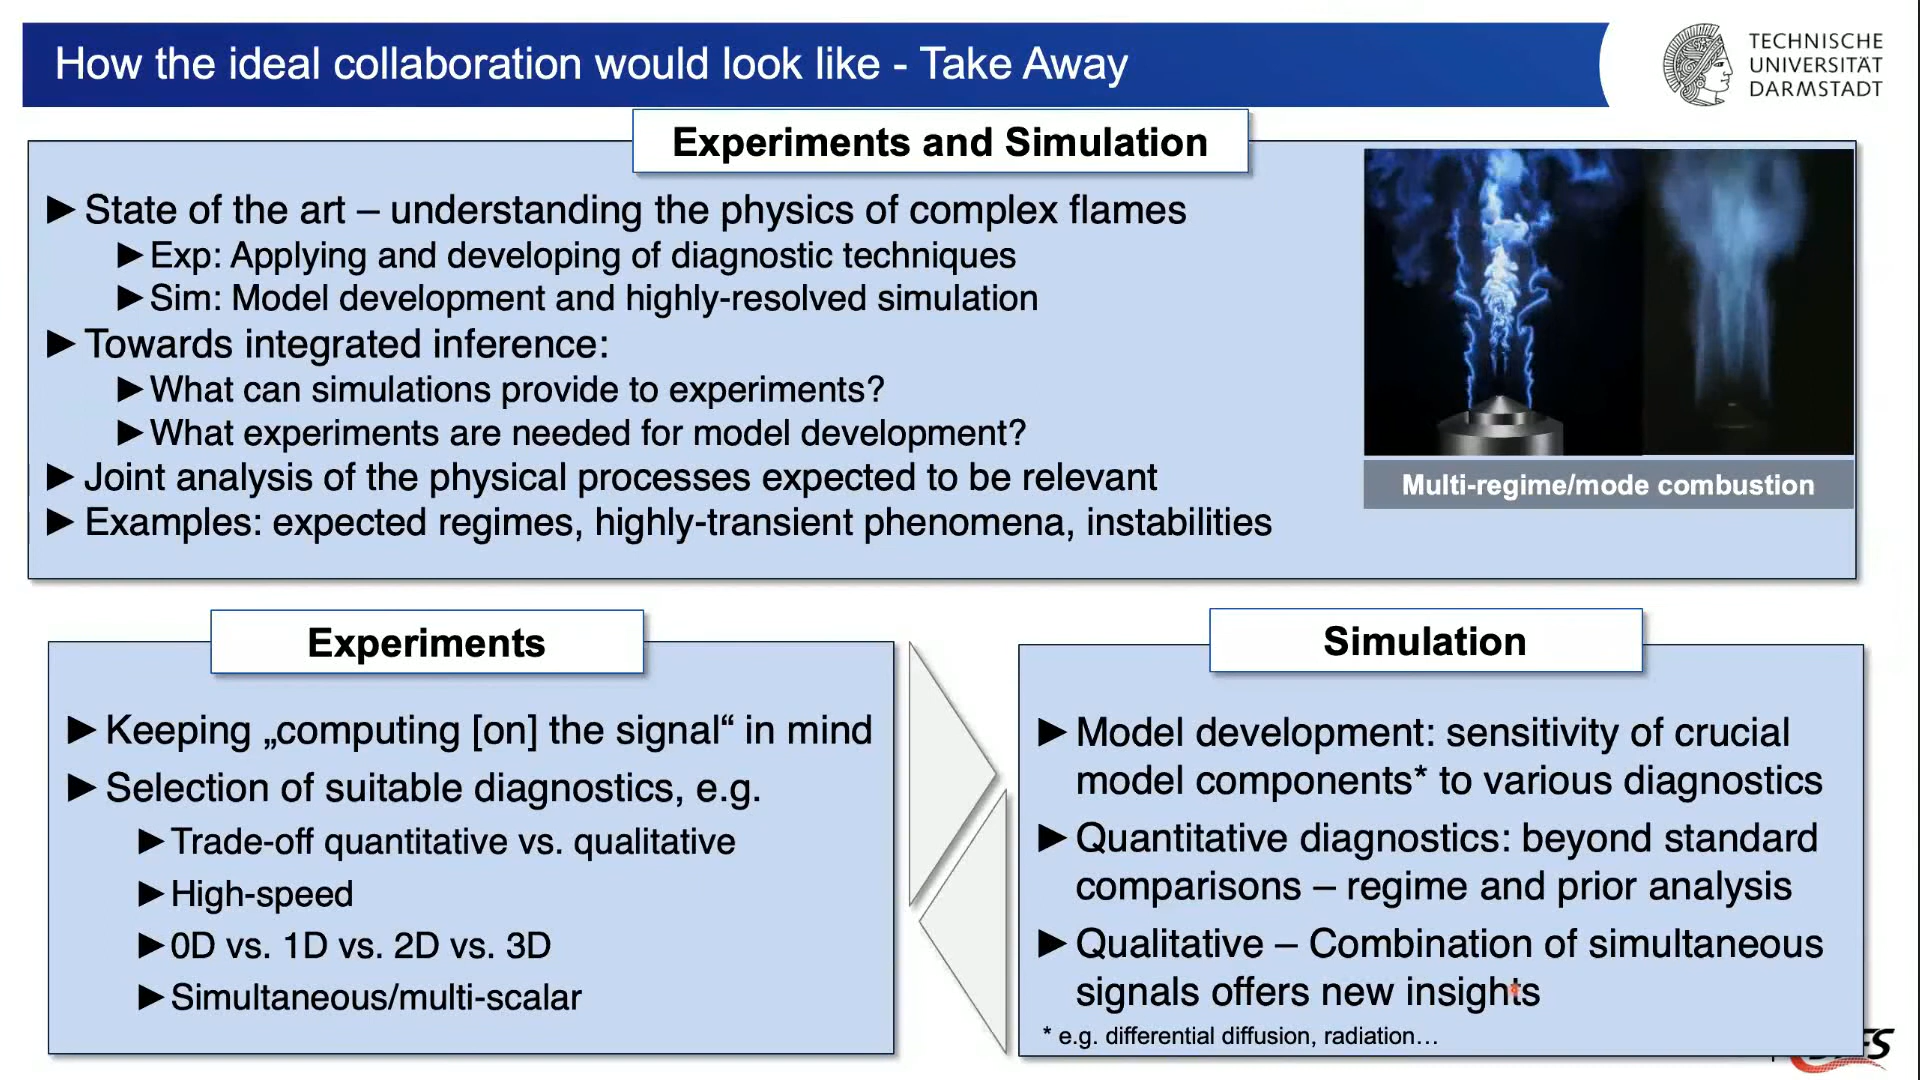 How the ideal collaboration would look like - Take Away
TECHNISCHE
UNIVERSITÄT
DARMSTADT
Experiments and Simulation
► State of the art – understanding the physics of complex flames
► Exp: Applying and developing of diagnostic techniques
► Sim: Model development and highly-resolved simulation
► Towards integrated inference:
► What can simulations provide to experiments?
► What experiments are needed for model development?
► Joint analysis of the physical processes expected to be relevant
► Examples: expected regimes, highly-transient phenomena, instabilities
Multi-regime/mode combustion
Experiments
► Keeping „computing [on] the signal“ in mind
► Selection of suitable diagnostics, e.g.
► Trade-off quantitative vs. qualitative
► High-speed
► 0D vs. 1D vs. 2D vs. 3D
► Simultaneous/multi-scalar
Simulation
► Model development: sensitivity of crucial
model components* to various diagnostics
► Quantitative diagnostics: beyond standard
comparisons – regime and prior analysis
► Qualitative – Combination of simultaneous
signals offers new insights
* e.g. differential diffusion, radiation…